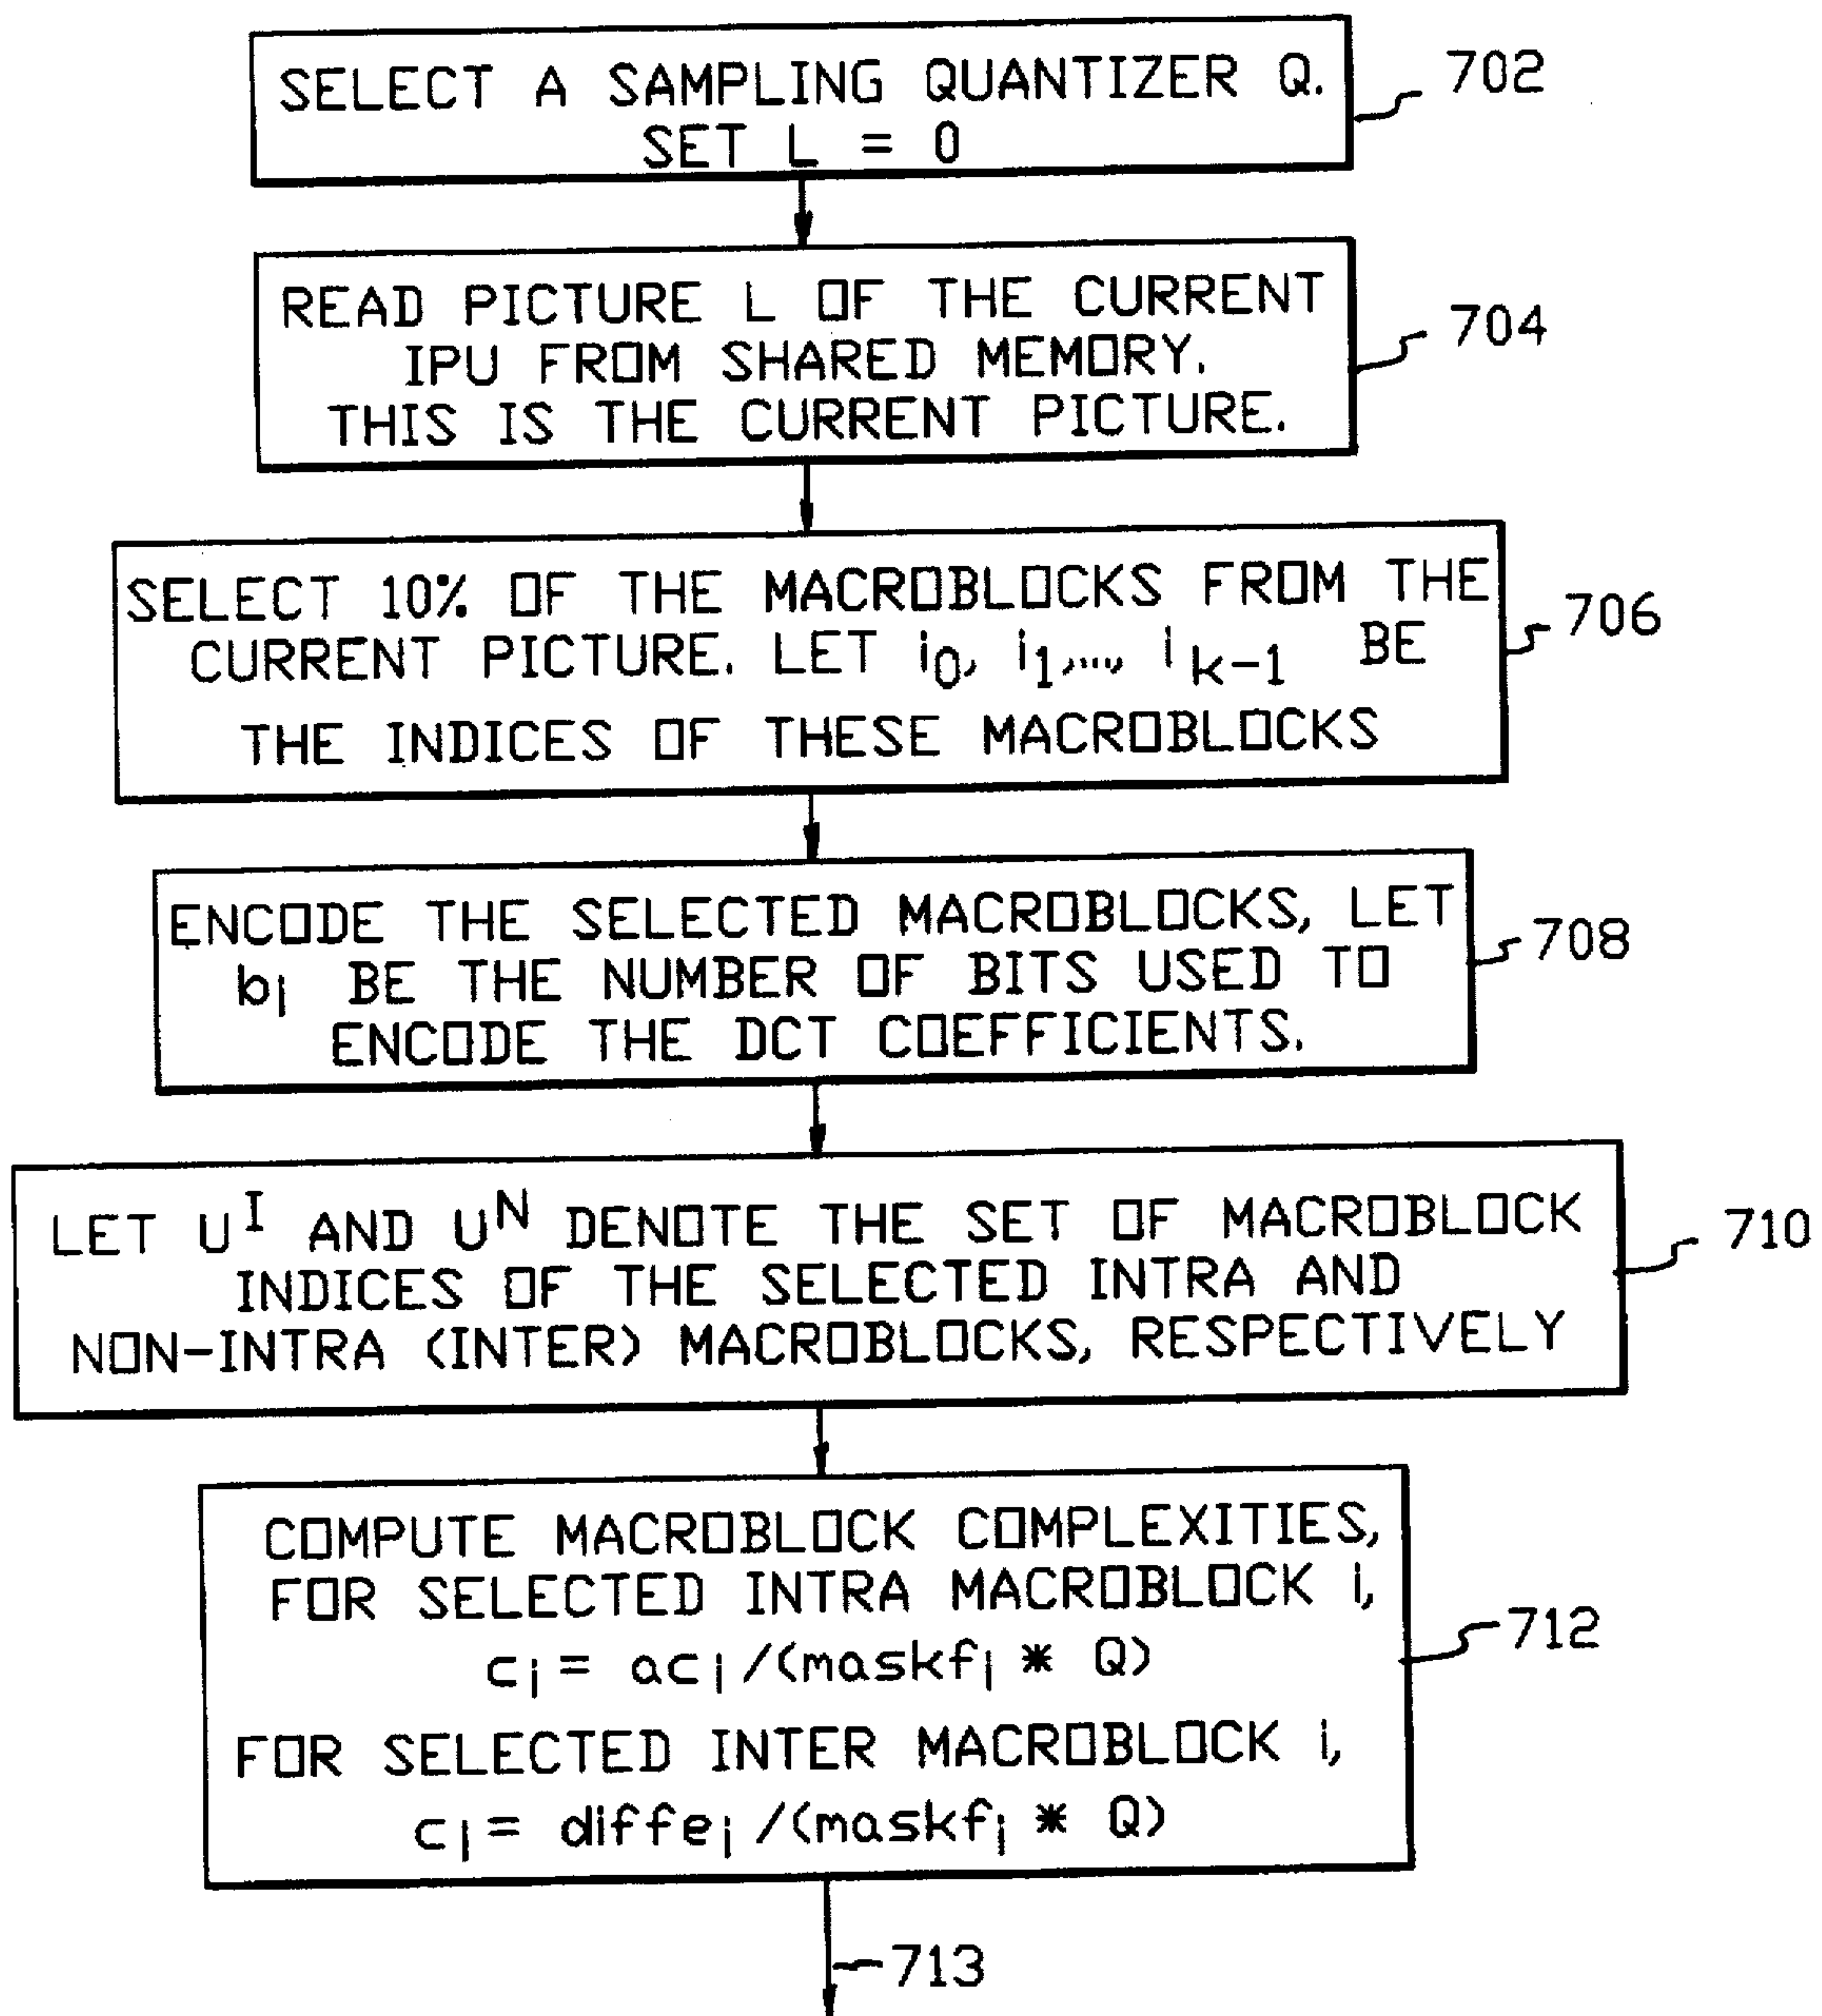 SELECT A SAMPLING QUANTIZER Q.
SET L = 0
702
READ PICTURE L OF THE CURRENT
IPU FROM SHARED MEMORY.
THIS IS THE CURRENT PICTURE.
704
SELECT 10% OF THE MACROBLOCKS FROM THE
CURRENT PICTURE. LET i0, i1,..., ik-1 BE
THE INDICES OF THESE MACROBLOCKS
706
ENCODE THE SELECTED MACROBLOCKS, LET
bi BE THE NUMBER OF BITS USED TO
ENCODE THE DCT COEFFICIENTS.
708
LET U^I AND U^N DENOTE THE SET OF MACROBLOCK
INDICES OF THE SELECTED INTRA AND
NON-INTRA (INTER) MACROBLOCKS, RESPECTIVELY
710
COMPUTE MACROBLOCK COMPLEXITIES,
FOR SELECTED INTRA MACROBLOCK i,
ci = aci /(maskfi * Q)
FOR SELECTED INTER MACROBLOCK i,
ci = diffei /(maskfi * Q)
712
713